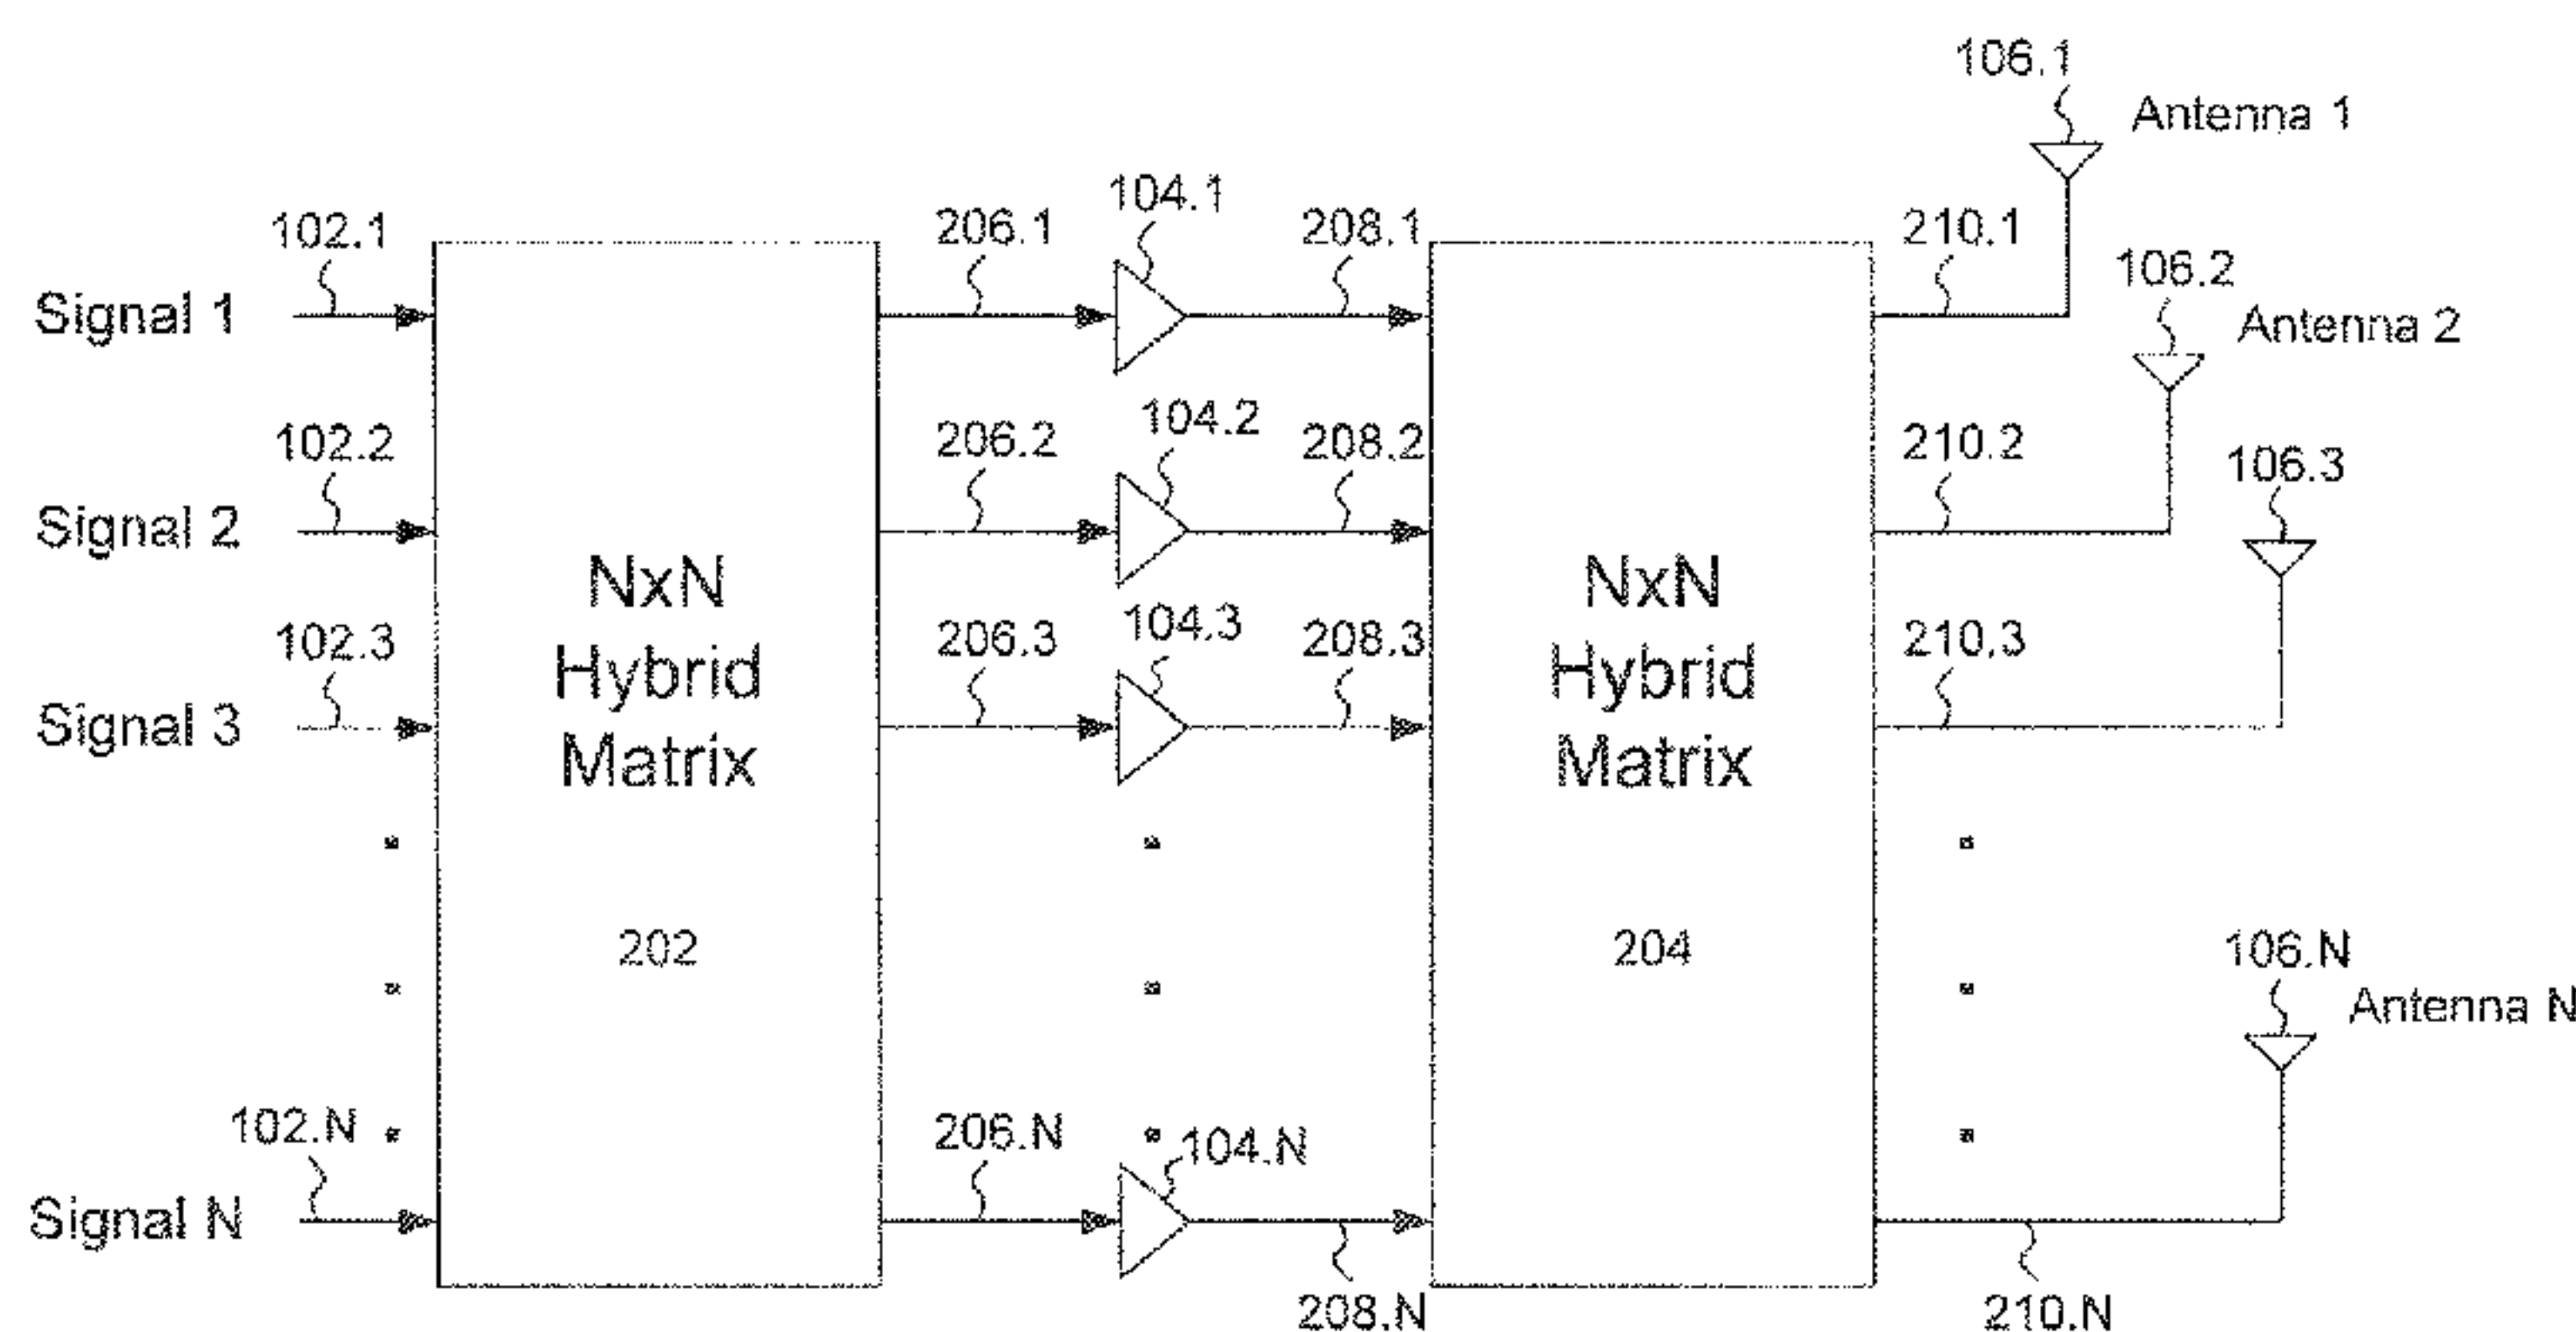 106.1
Antenna 1
102.1
206.1
104.1
208.1
210.1
106.2
Signal 1
Antenna 2
102.2
206.2
104.2
208.2
210.2
106.3
Signal 2
NxN
Hybrid
Matrix
NxN
Hybrid
Matrix
102.3
206.3
104.3
208.3
210.3
Signal 3
202
204
106.N
Antenna N
102.N
206.N
104.N
Signal N
208.N
210.N